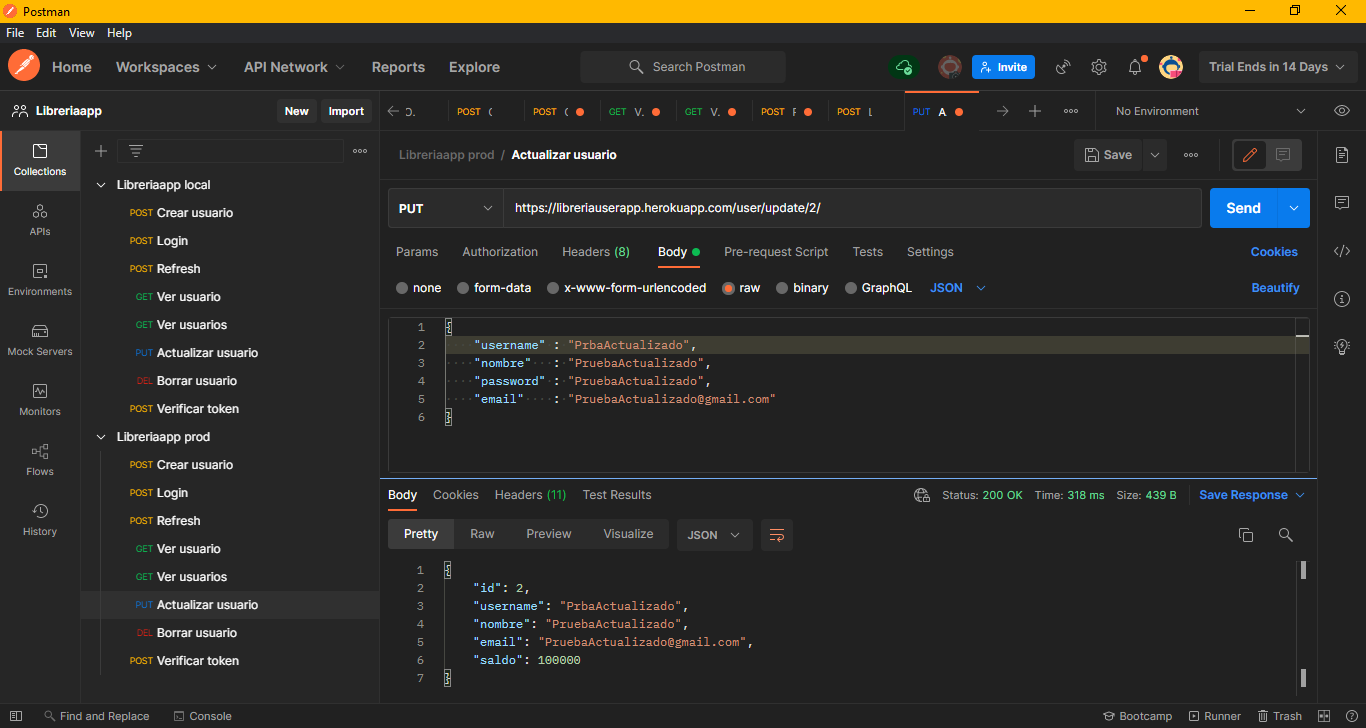 Postman
File Edit View Help
Home Workspaces API Network Reports Explore Search Postman Invite Trial Ends in 14 Days
Libreriaapp New Import
POST POST GET V. GET V. POST POST PUT A No Environment
Libreriaapp prod / Actualizar usuario Save
Collections
APIs
Environments
Mock Servers
Monitors
Flows
History
Libreriaapp local
POST Crear usuario
POST Login
POST Refresh
GET Ver usuario
GET Ver usuarios
PUT Actualizar usuario
DEL Borrar usuario
POST Verificar token
Libreriaapp prod
POST Crear usuario
POST Login
POST Refresh
GET Ver usuario
GET Ver usuarios
PUT Actualizar usuario
DEL Borrar usuario
POST Verificar token
PUT https://libreriauserapp.herokuapp.com/user/update/2/ Send
Params Authorization Headers (8) Body Pre-request Script Tests Settings Cookies
none form-data x-www-form-urlencoded raw binary GraphQL JSON Beautify
1 {
2 "username" : "PrbaActualizado",
3 "nombre" : "PruebaActualizado",
4 "password" : "PruebaActualizado",
5 "email" : "PruebaActualizado@gmail.com"
6 }
Body Cookies Headers (11) Test Results Status: 200 OK Time: 318 ms Size: 439 B Save Response
Pretty Raw Preview Visualize JSON
1 {
2 "id": 2,
3 "username": "PrbaActualizado",
4 "nombre": "PruebaActualizado",
5 "email": "PruebaActualizado@gmail.com",
6 "saldo": 100000
7 }
Find and Replace Console Bootcamp Runner Trash